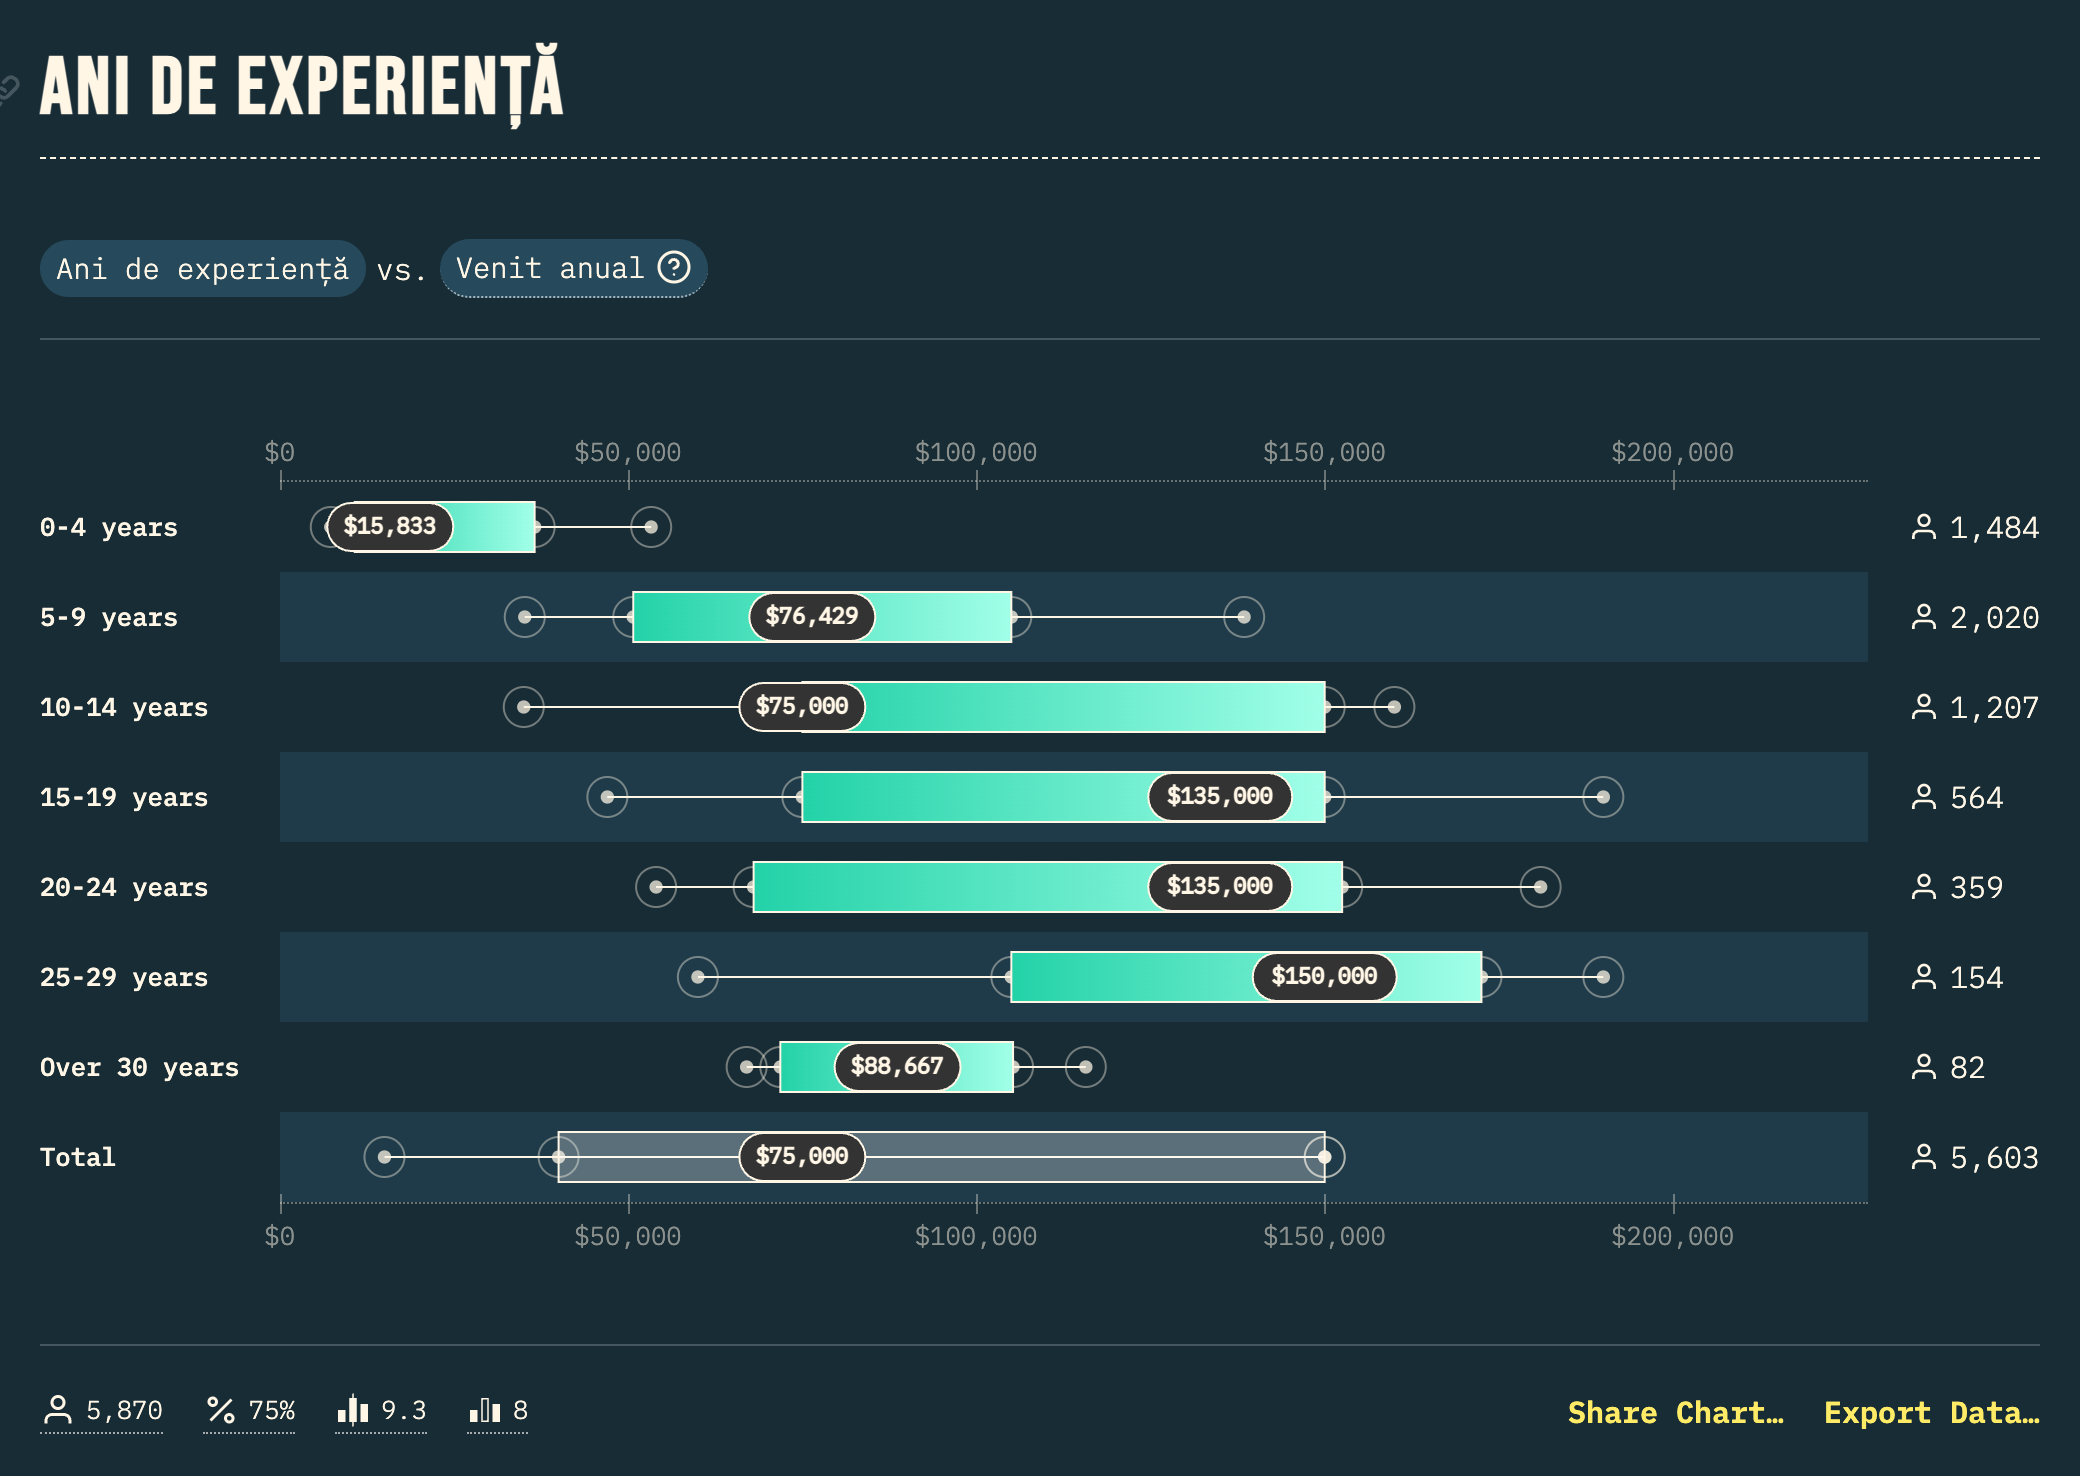 ANI DE EXPERIENȚĂ
Ani de experiență vs. Venit anual ?
$0 $50,000 $100,000 $150,000 $200,000
0-4 years $15,833 1,484
5-9 years $76,429 2,020
10-14 years $75,000 1,207
15-19 years $135,000 564
20-24 years $135,000 359
25-29 years $150,000 154
Over 30 years $88,667 82
Total $75,000 5,603
$0 $50,000 $100,000 $150,000 $200,000
5,870 % 75% 9.3 8 Share Chart… Export Data…